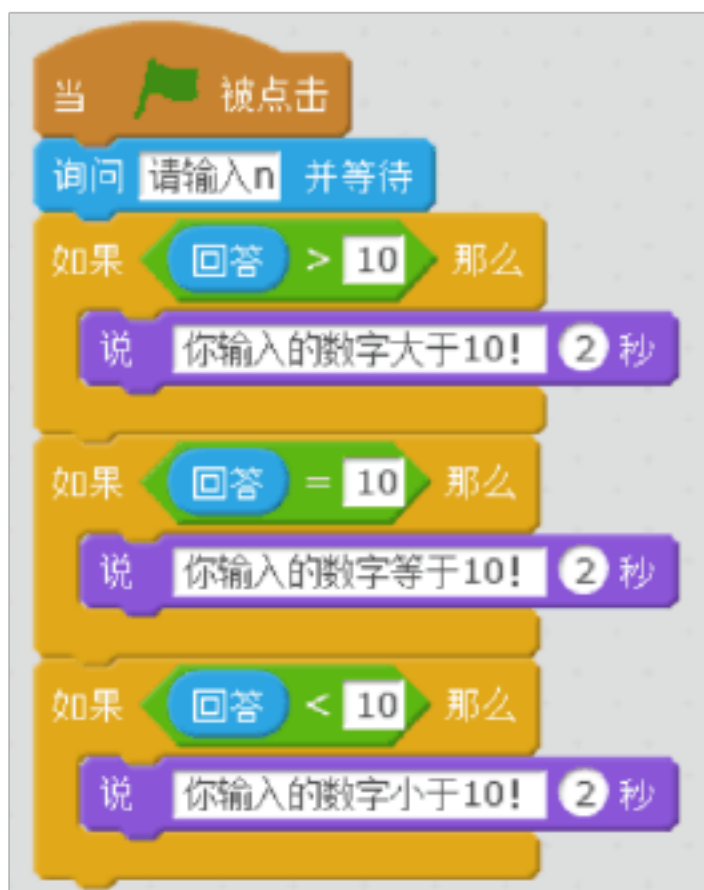 当 被点击
询问 请输入n 并等待
如果 回答 > 10 那么
说 你输入的数字大于10! 2 秒
如果 回答 = 10 那么
说 你输入的数字等于10! 2 秒
如果 回答 < 10 那么
说 你输入的数字小于10! 2 秒